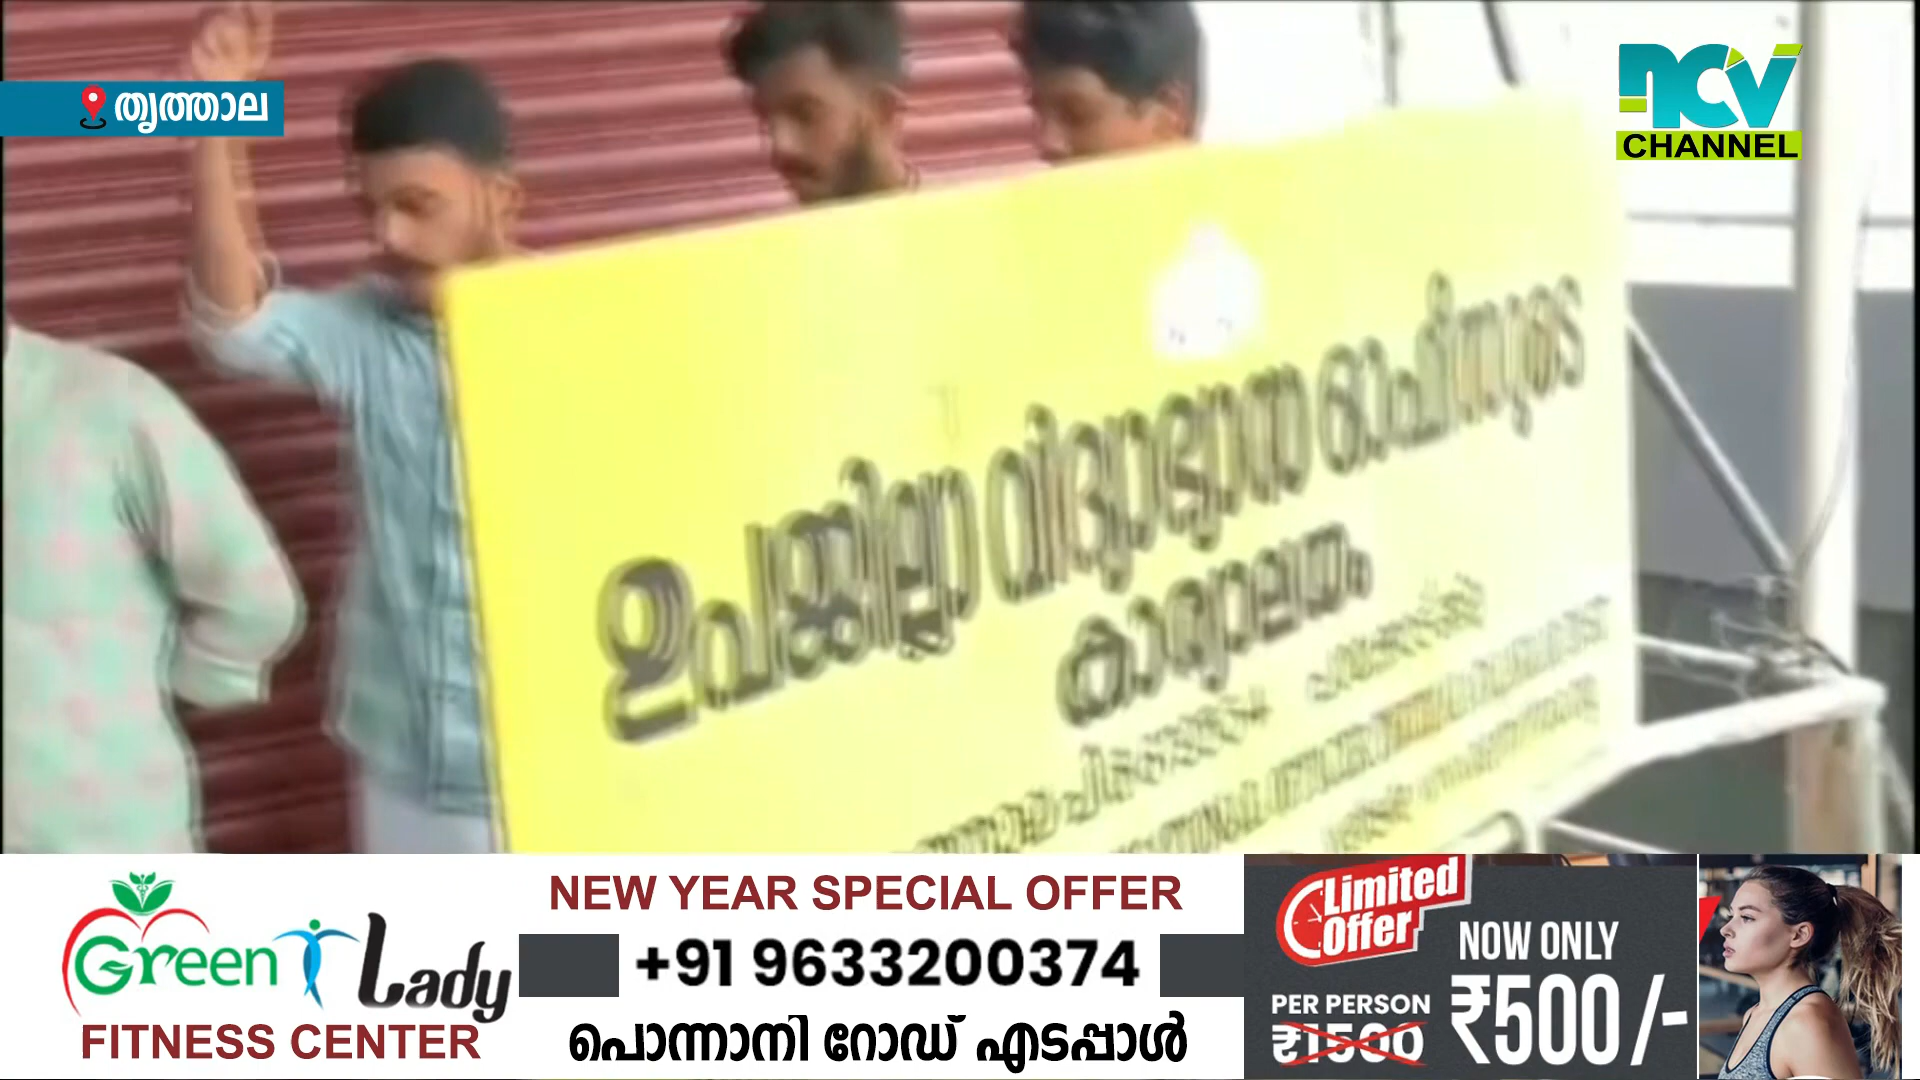 തൃത്താല
NCV
CHANNEL
ഉപജില്ലാ വിദ്യാഭ്യാസ ഓഫീസറുടെ
കാര്യാലയം
Green Lady
FITNESS CENTER
NEW YEAR SPECIAL OFFER
+91 9633200374
പൊന്നാനി റോഡ് എടപ്പാൾ
Limited
Offer
NOW ONLY
PER PERSON
₹1500
₹500/-